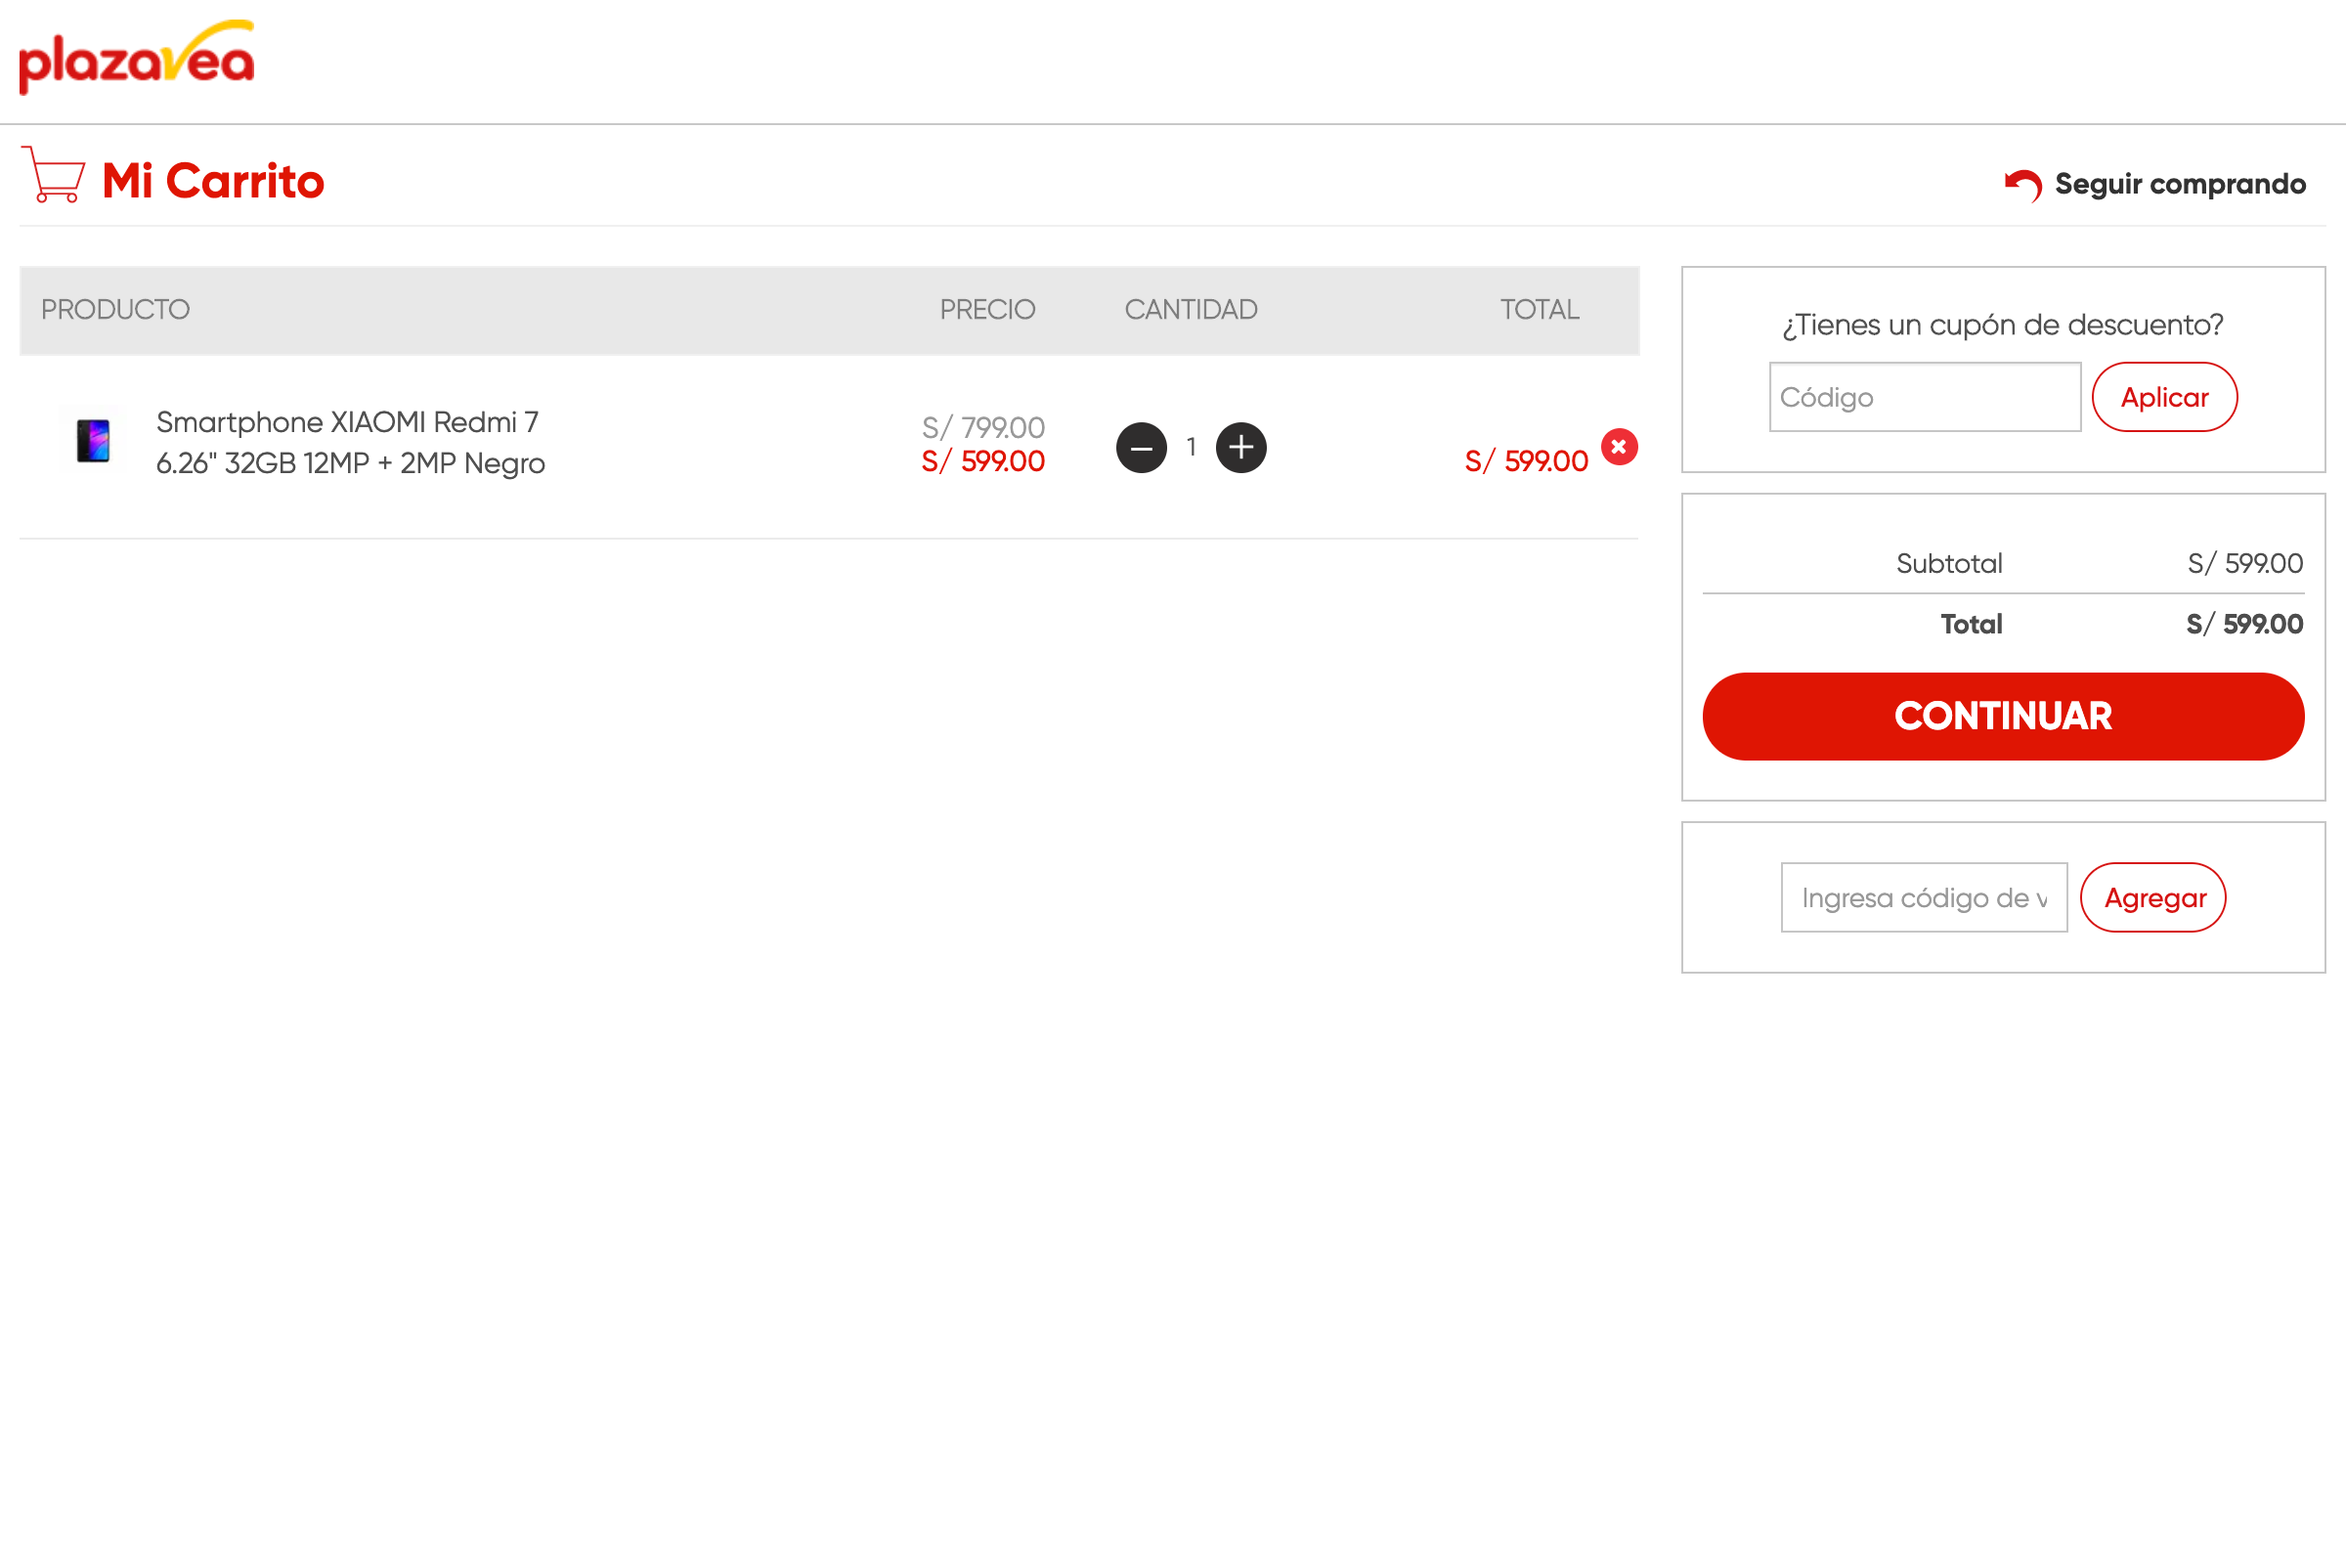 plazavea
Mi Carrito
Seguir comprando
PRODUCTO PRECIO CANTIDAD TOTAL
Smartphone XIAOMI Redmi 7
6.26" 32GB 12MP + 2MP Negro
S/ 799.00
S/ 599.00
1
S/ 599.00
¿Tienes un cupón de descuento?
Código Aplicar
Subtotal S/ 599.00
Total S/ 599.00
CONTINUAR
Ingresa código de v Agregar